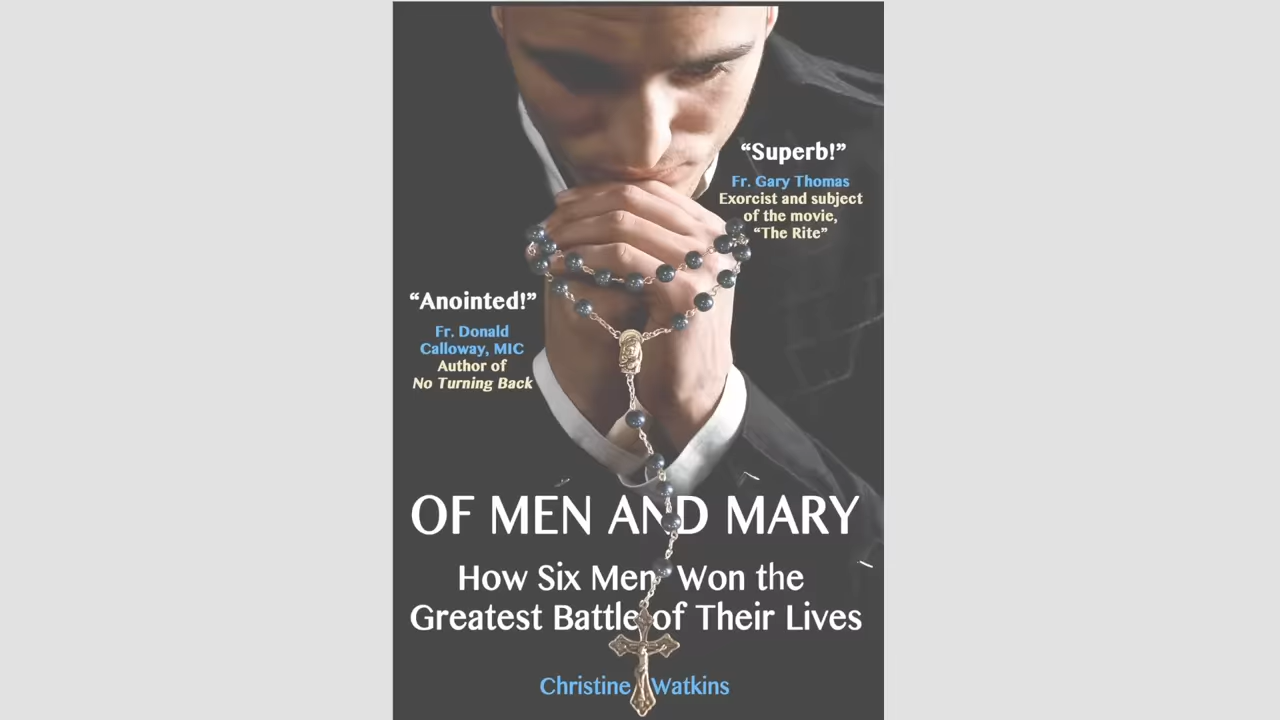 “Superb!”
Fr. Gary Thomas
Exorcist and subject
of the movie,
“The Rite”
“Anointed!”
Fr. Donald
Calloway, MIC
Author of
No Turning Back
OF MEN AND MARY
How Six Men Won the
Greatest Battle of Their Lives
Christine Watkins